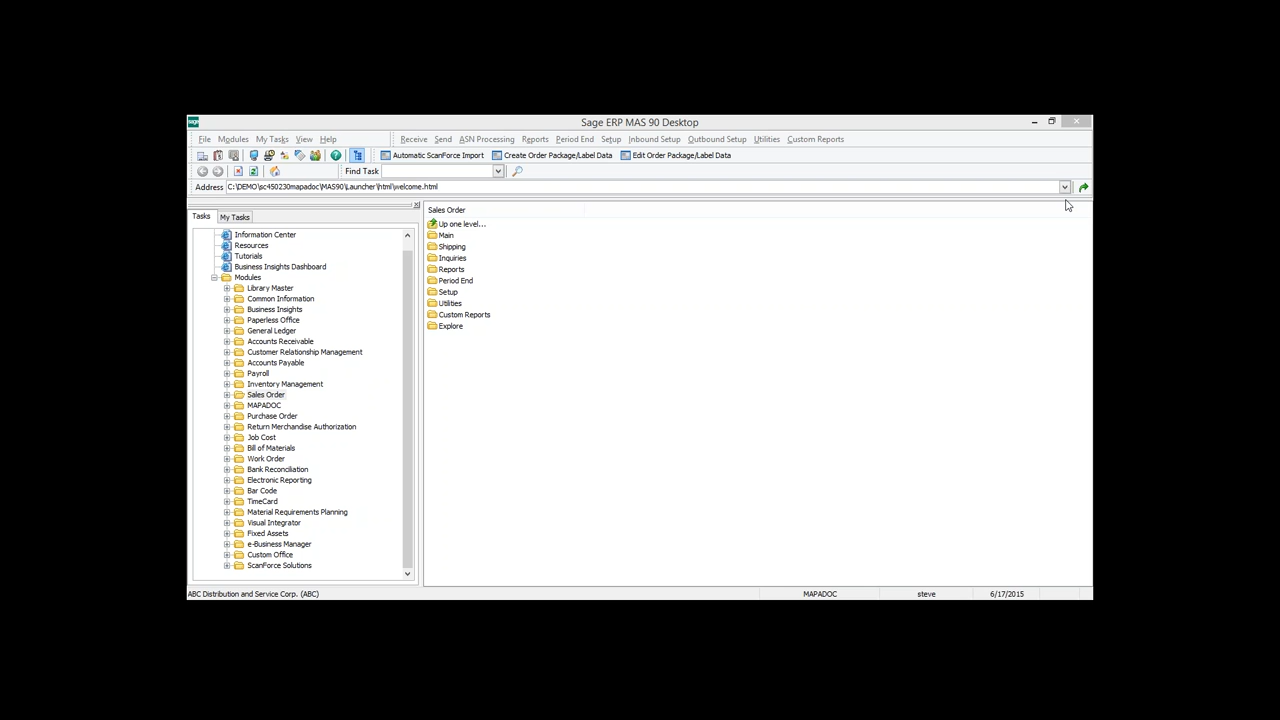 sage
Sage ERP MAS 90 Desktop
File Modules My Tasks View Help Receive Send ASN Processing Reports Period End Setup Inbound Setup Outbound Setup Utilities Custom Reports
Automatic ScanForce Import Create Order Package/Label Data Edit Order Package/Label Data
Find Task
Address C:\DEMO\sc450230mapadoc\MAS90\Launcher\html\welcome.html
Tasks My Tasks
Information Center
Resources
Tutorials
Business Insights Dashboard
Modules
Library Master
Common Information
Business Insights
Paperless Office
General Ledger
Accounts Receivable
Customer Relationship Management
Accounts Payable
Payroll
Inventory Management
Sales Order
MAPADOC
Purchase Order
Return Merchandise Authorization
Job Cost
Bill of Materials
Work Order
Bank Reconciliation
Electronic Reporting
Bar Code
TimeCard
Material Requirements Planning
Visual Integrator
Fixed Assets
e-Business Manager
Custom Office
ScanForce Solutions
Sales Order
Up one level...
Main
Shipping
Inquiries
Reports
Period End
Setup
Utilities
Custom Reports
Explore
ABC Distribution and Service Corp. (ABC) MAPADOC steve 6/17/2015